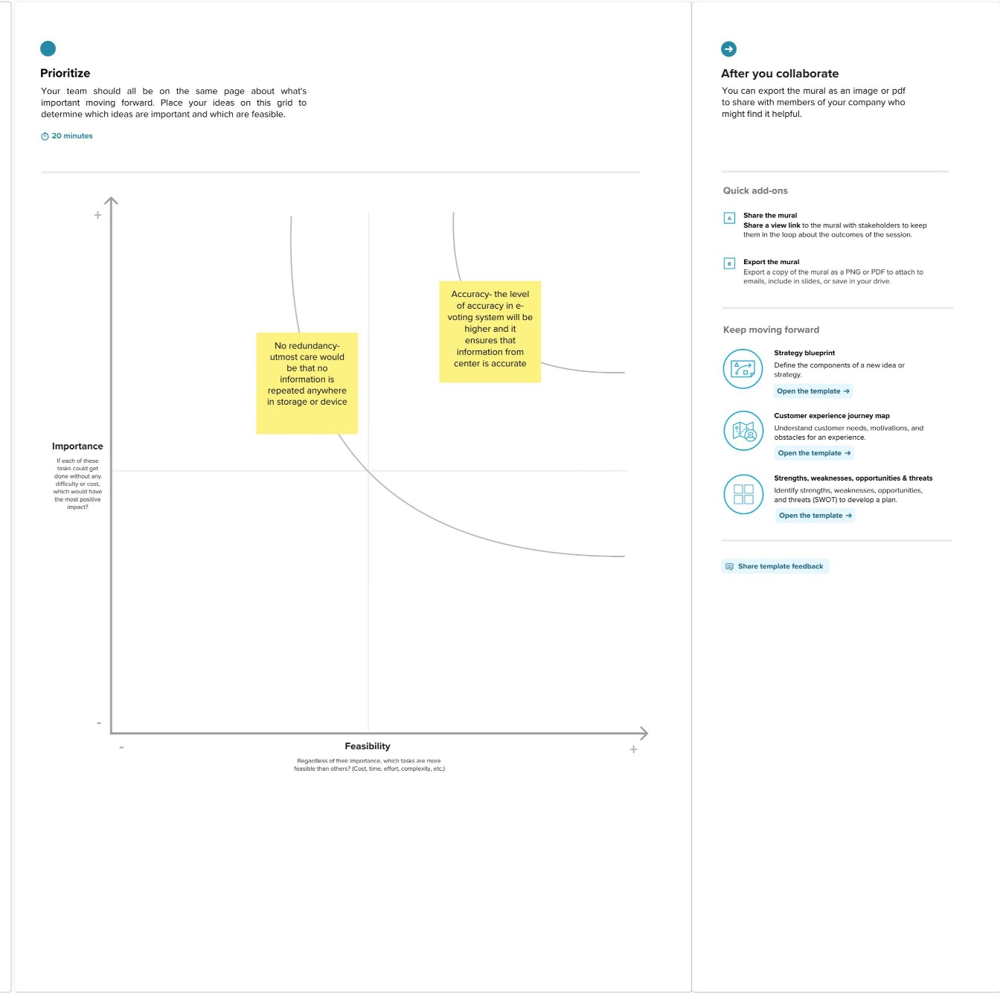 Prioritize
Your team should all be on the same page about what's
important moving forward. Place your ideas on this grid to
determine which ideas are important and which are feasible.
20 minutes
+
Accuracy- the level
of accuracy in e-
voting system will be
higher and it
ensures that
information from
center is accurate
No redundancy-
utmost care would
be that no
information is
repeated anywhere
in storage or device
Importance
If each of these
tasks could get
done without any
difficulty or cost,
which would have
the most positive
impact?
-
-
Feasibility
+
Regardless of their importance, which tasks are more
feasible than others? (Cost, time, effort, complexity, etc.)
After you collaborate
You can export the mural as an image or pdf
to share with members of your company who
might find it helpful.
Quick add-ons
A
Share the mural
Share a view link to the mural with stakeholders to keep
them in the loop about the outcomes of the session.
B
Export the mural
Export a copy of the mural as a PNG or PDF to attach to
emails, include in slides, or save in your drive.
Keep moving forward
Strategy blueprint
Define the components of a new idea or
strategy.
Open the template →
Customer experience journey map
Understand customer needs, motivations, and
obstacles for an experience.
Open the template →
Strengths, weaknesses, opportunities & threats
Identify strengths, weaknesses, opportunities,
and threats (SWOT) to develop a plan.
Open the template →
Share template feedback